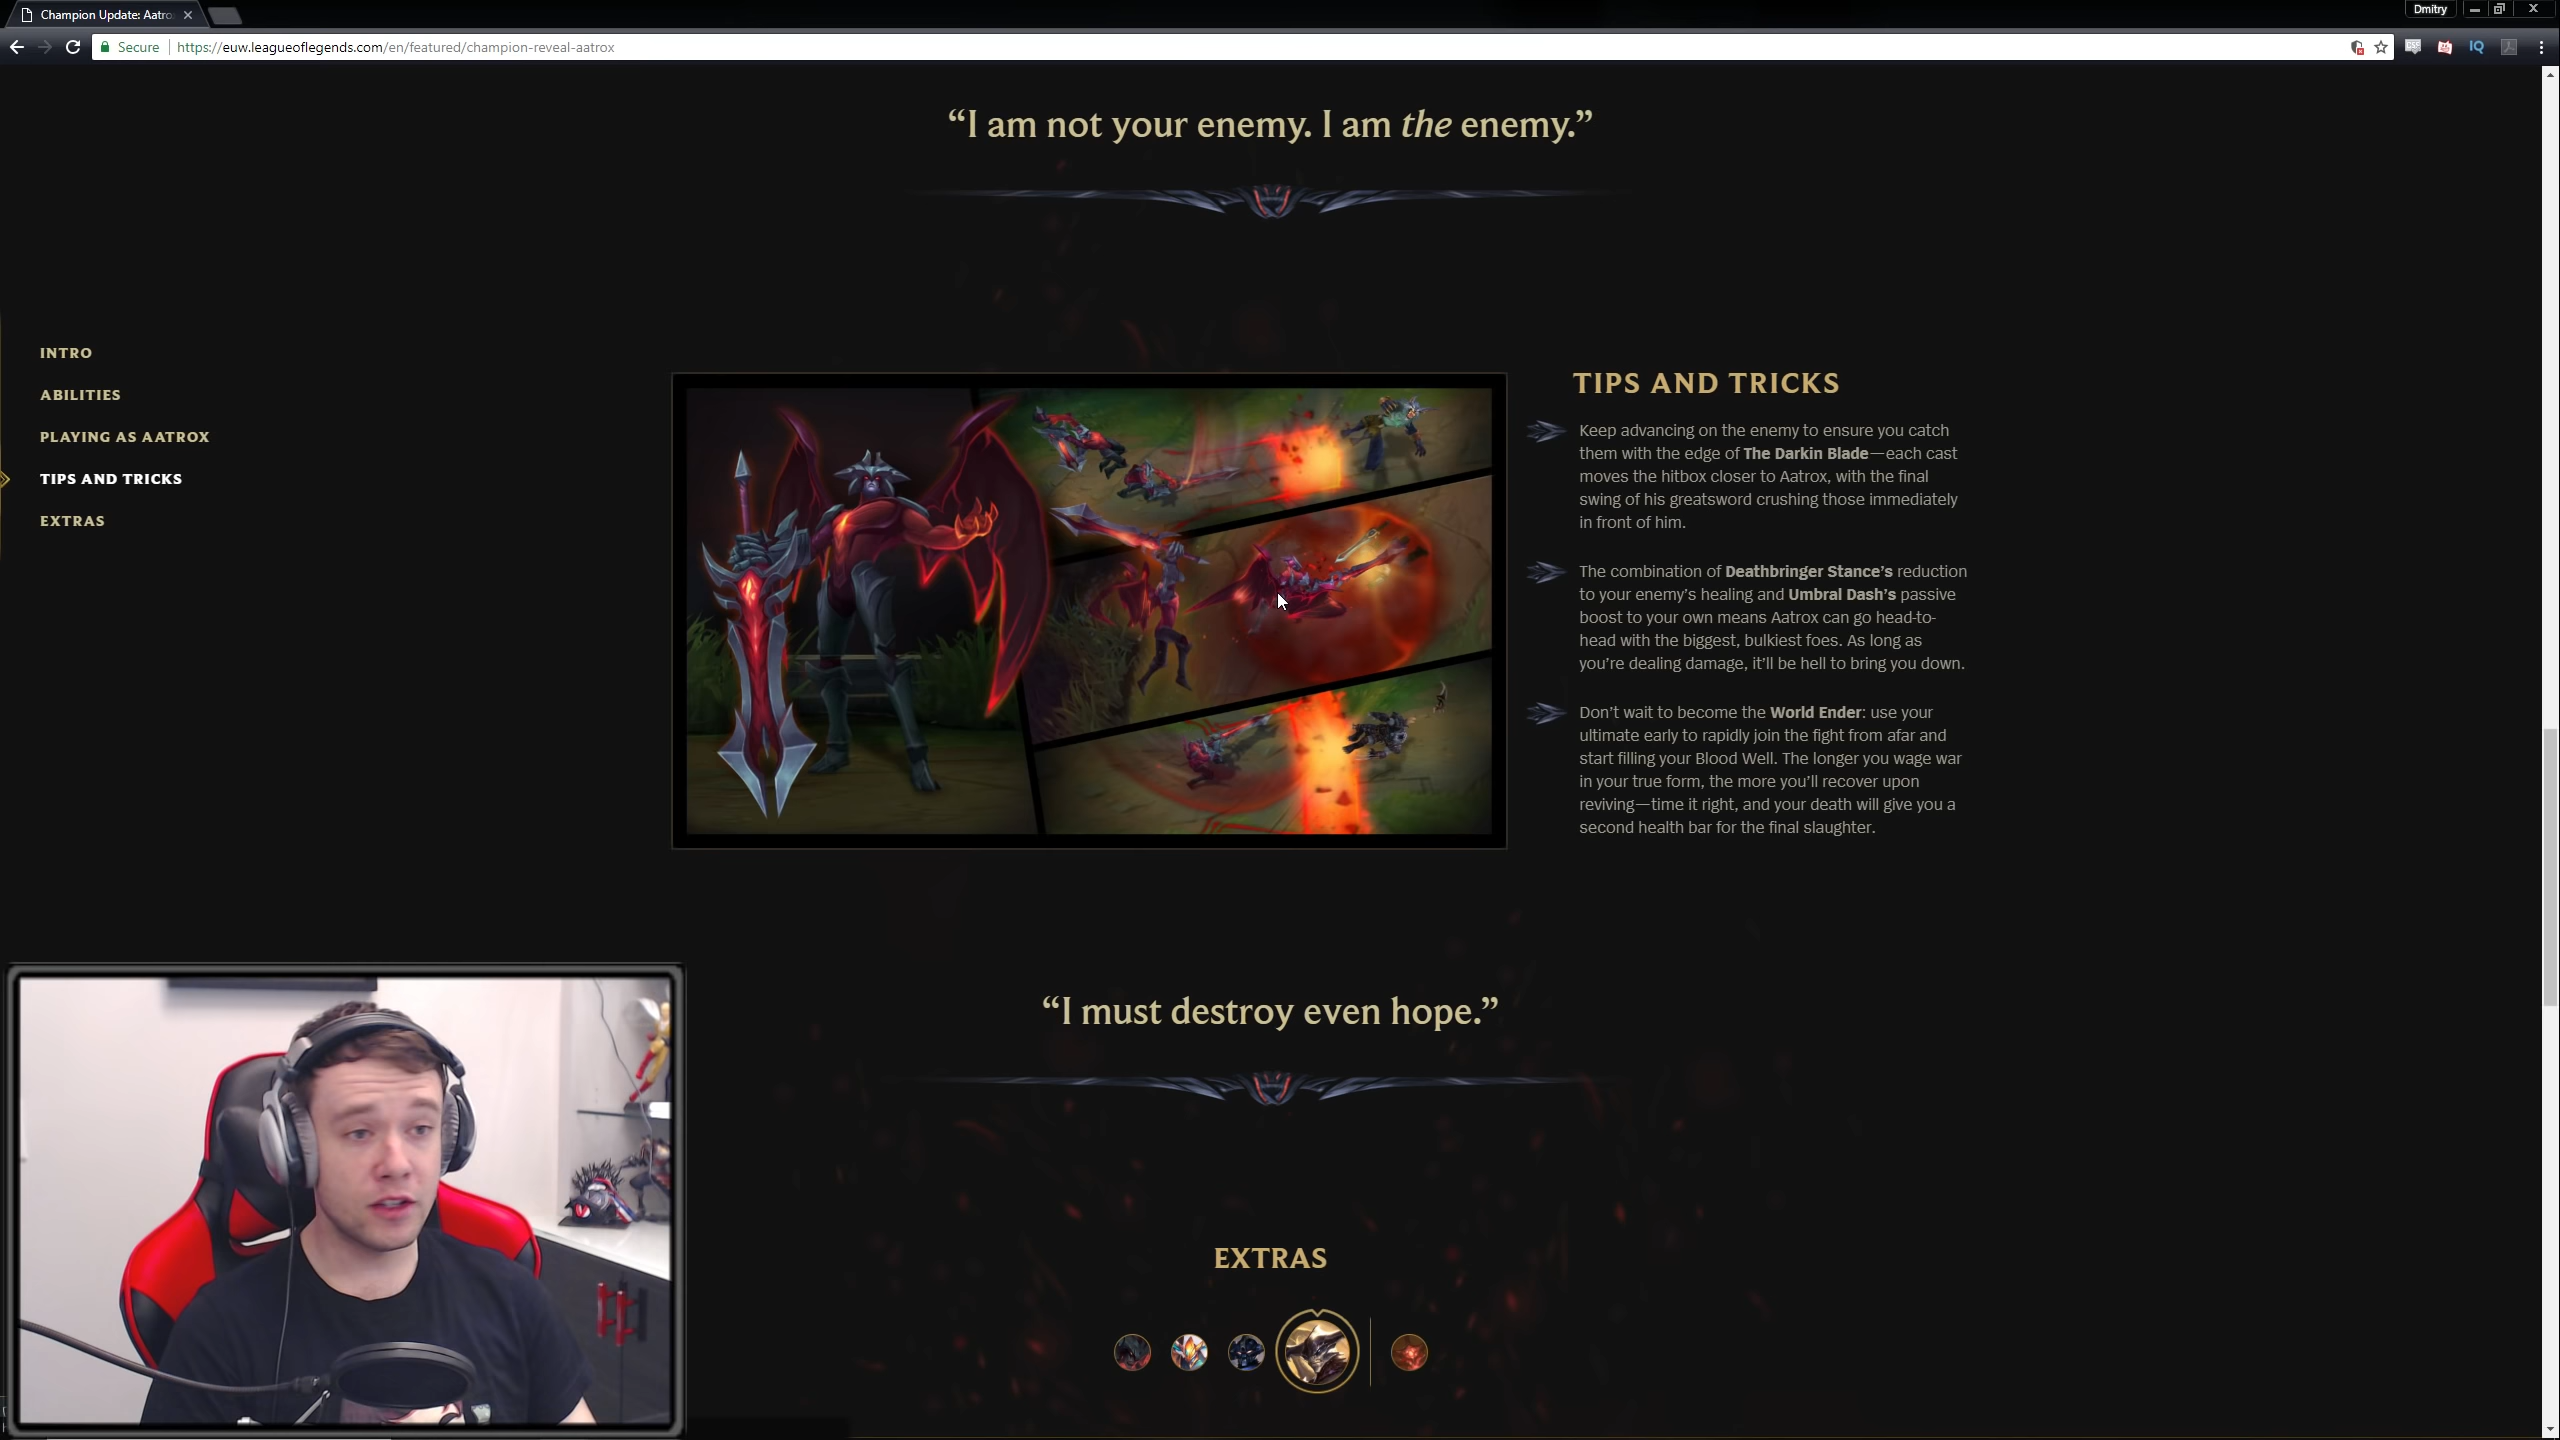 Champion Update: Aatro
Dmitry
Secure
https://euw.leagueoflegends.com/en/featured/champion-reveal-aatrox
IQ
“I am not your enemy. I am the enemy.”
INTRO
ABILITIES
PLAYING AS AATROX
TIPS AND TRICKS
EXTRAS
TIPS AND TRICKS
Keep advancing on the enemy to ensure you catch
them with the edge of The Darkin Blade—each cast
moves the hitbox closer to Aatrox, with the final
swing of his greatsword crushing those immediately
in front of him.
The combination of Deathbringer Stance’s reduction
to your enemy’s healing and Umbral Dash’s passive
boost to your own means Aatrox can go head-to-
head with the biggest, bulkiest foes. As long as
you’re dealing damage, it’ll be hell to bring you down.
Don’t wait to become the World Ender: use your
ultimate early to rapidly join the fight from afar and
start filling your Blood Well. The longer you wage war
in your true form, the more you’ll recover upon
reviving—time it right, and your death will give you a
second health bar for the final slaughter.
“I must destroy even hope.”
EXTRAS